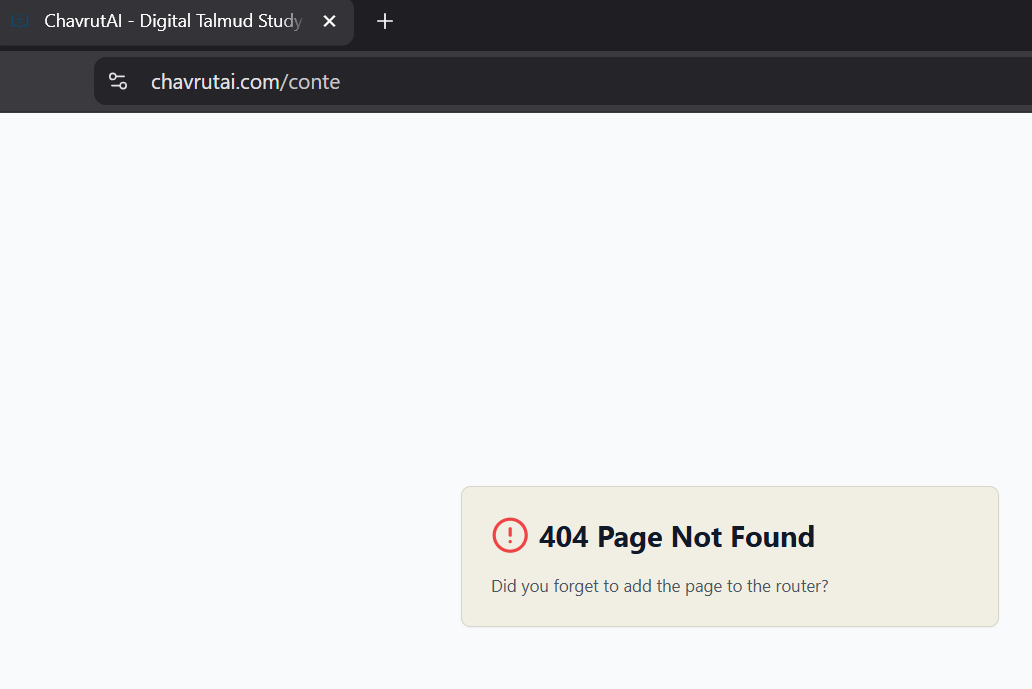 ChavrutAI - Digital Talmud Study
chavrutai.com/conte
404 Page Not Found
Did you forget to add the page to the router?